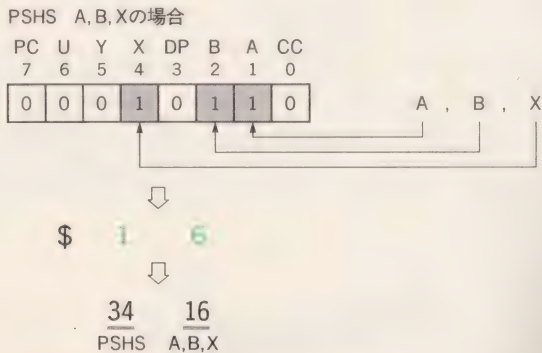 PSHS A,B,Xの場合
PC U Y X DP B A CC
7 6 5 4 3 2 1 0
0 0 0 1 0 1 1 0 A , B , X
$ 1 6
34 16
PSHS A,B,X